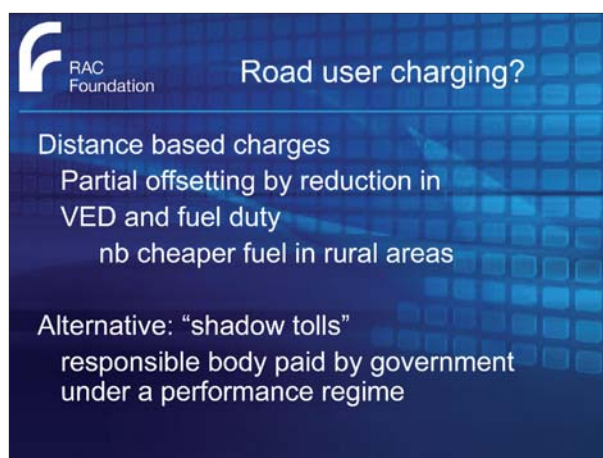 RAC
Foundation
Road user charging?
Distance based charges
Partial offsetting by reduction in
VED and fuel duty
nb cheaper fuel in rural areas
Alternative: “shadow tolls”
responsible body paid by government
under a performance regime